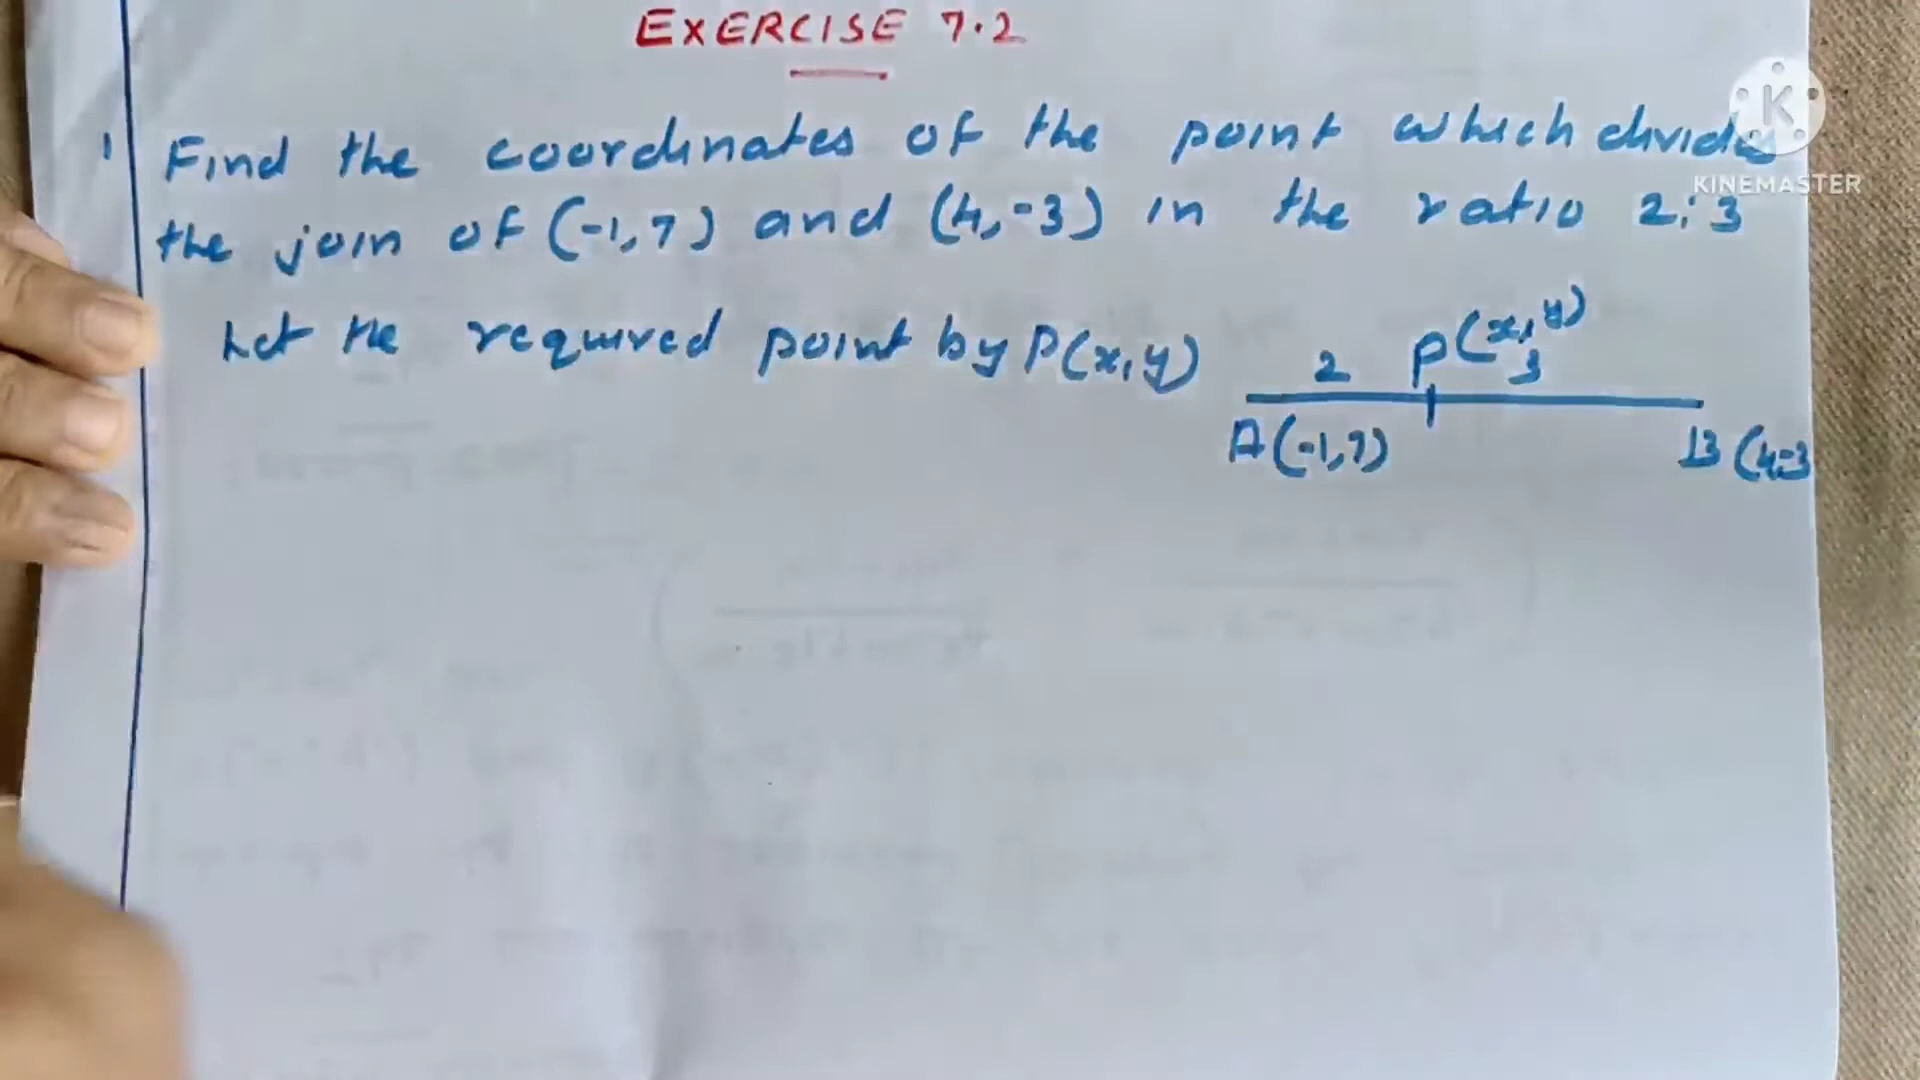 EXERCISE 7.2
1 Find the coordinates of the point which divides
the join of (-1,7) and (4,-3) in the ratio 2:3
Let the required point by P(x,y)
2 P(x,y) 3
A(-1,7) B(4,-3
K
KINEMASTER